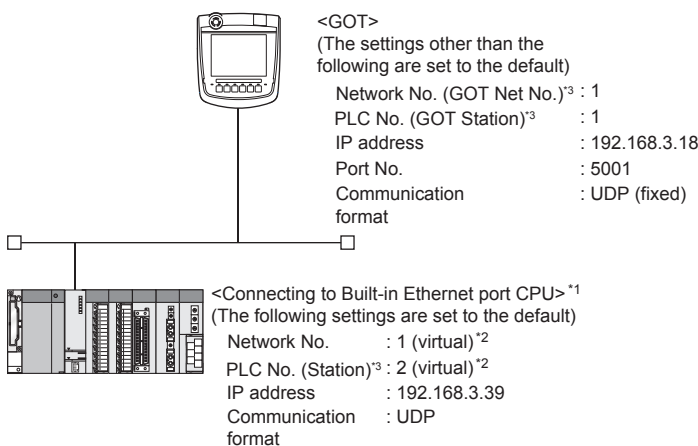 <GOT>
(The settings other than the
following are set to the default)
Network No. (GOT Net No.)*3 : 1
PLC No. (GOT Station)*3 : 1
IP address : 192.168.3.18
Port No. : 5001
Communication : UDP (fixed)
format
<Connecting to Built-in Ethernet port CPU>*1
(The following settings are set to the default)
Network No. : 1 (virtual)*2
PLC No. (Station)*3 : 2 (virtual)*2
IP address : 192.168.3.39
Communication : UDP
format